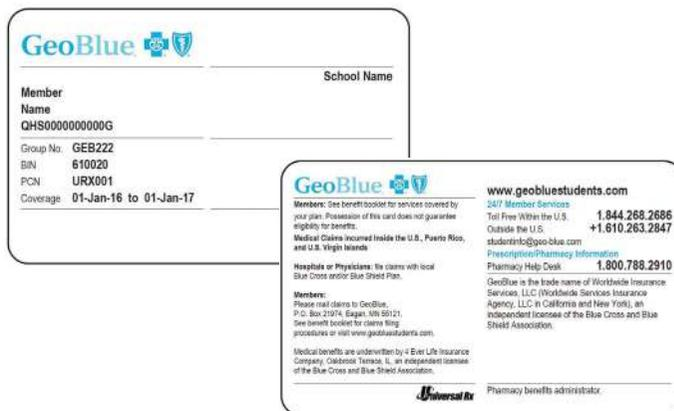 GeoBlue
School Name
Member
Name
QHS0000000000G
Group No. GEB222
BIN 610020
PCN URX001
Coverage 01-Jan-16 to 01-Jan-17
GeoBlue
Members: See benefit booklet for services covered by
your plan. Possession of this card does not guarantee
eligibility for benefits.
Medical Claims incurred Inside the U.S., Puerto Rico,
and U.S. Virgin Islands
Hospitals or Physicians: file claims with local
Blue Cross and/or Blue Shield Plan.
Members:
Please mail claims to GeoBlue,
P.O. Box 21974, Eagan, MN 55121.
See benefit booklet for claims filing
procedures or visit www.geobluestudents.com.
Medical benefits are underwritten by 4 Ever Life Insurance
Company, Oakbrook Terrace, IL, an independent licensee
of the Blue Cross and Blue Shield Association.
Universal Rx
www.geobluestudents.com
24/7 Member Services
Toll Free Within the U.S. 1.844.268.2686
Outside the U.S. +1.610.263.2847
studentinfo@geo-blue.com
Prescription/Pharmacy Information
Pharmacy Help Desk 1.800.788.2910
GeoBlue is the trade name of Worldwide Insurance
Services, LLC (Worldwide Services Insurance
Agency, LLC in California and New York), an
independent licensee of the Blue Cross and Blue
Shield Association.
Pharmacy benefits administrator.